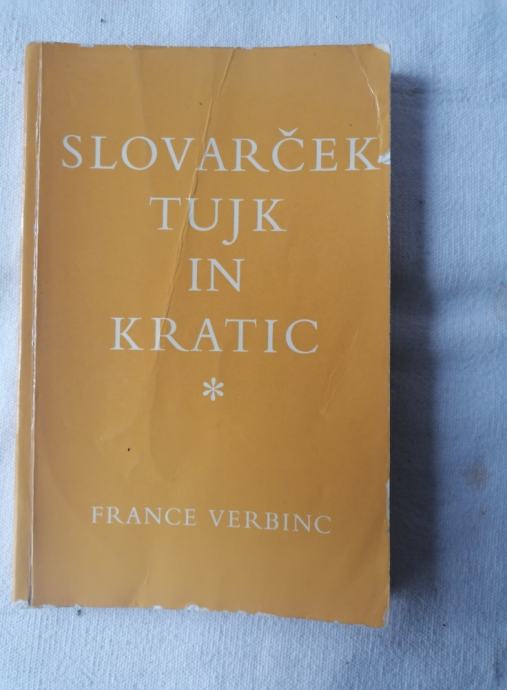 SLOVARČEK
TUJK
IN
KRATIC
*
FRANCE VERBINC